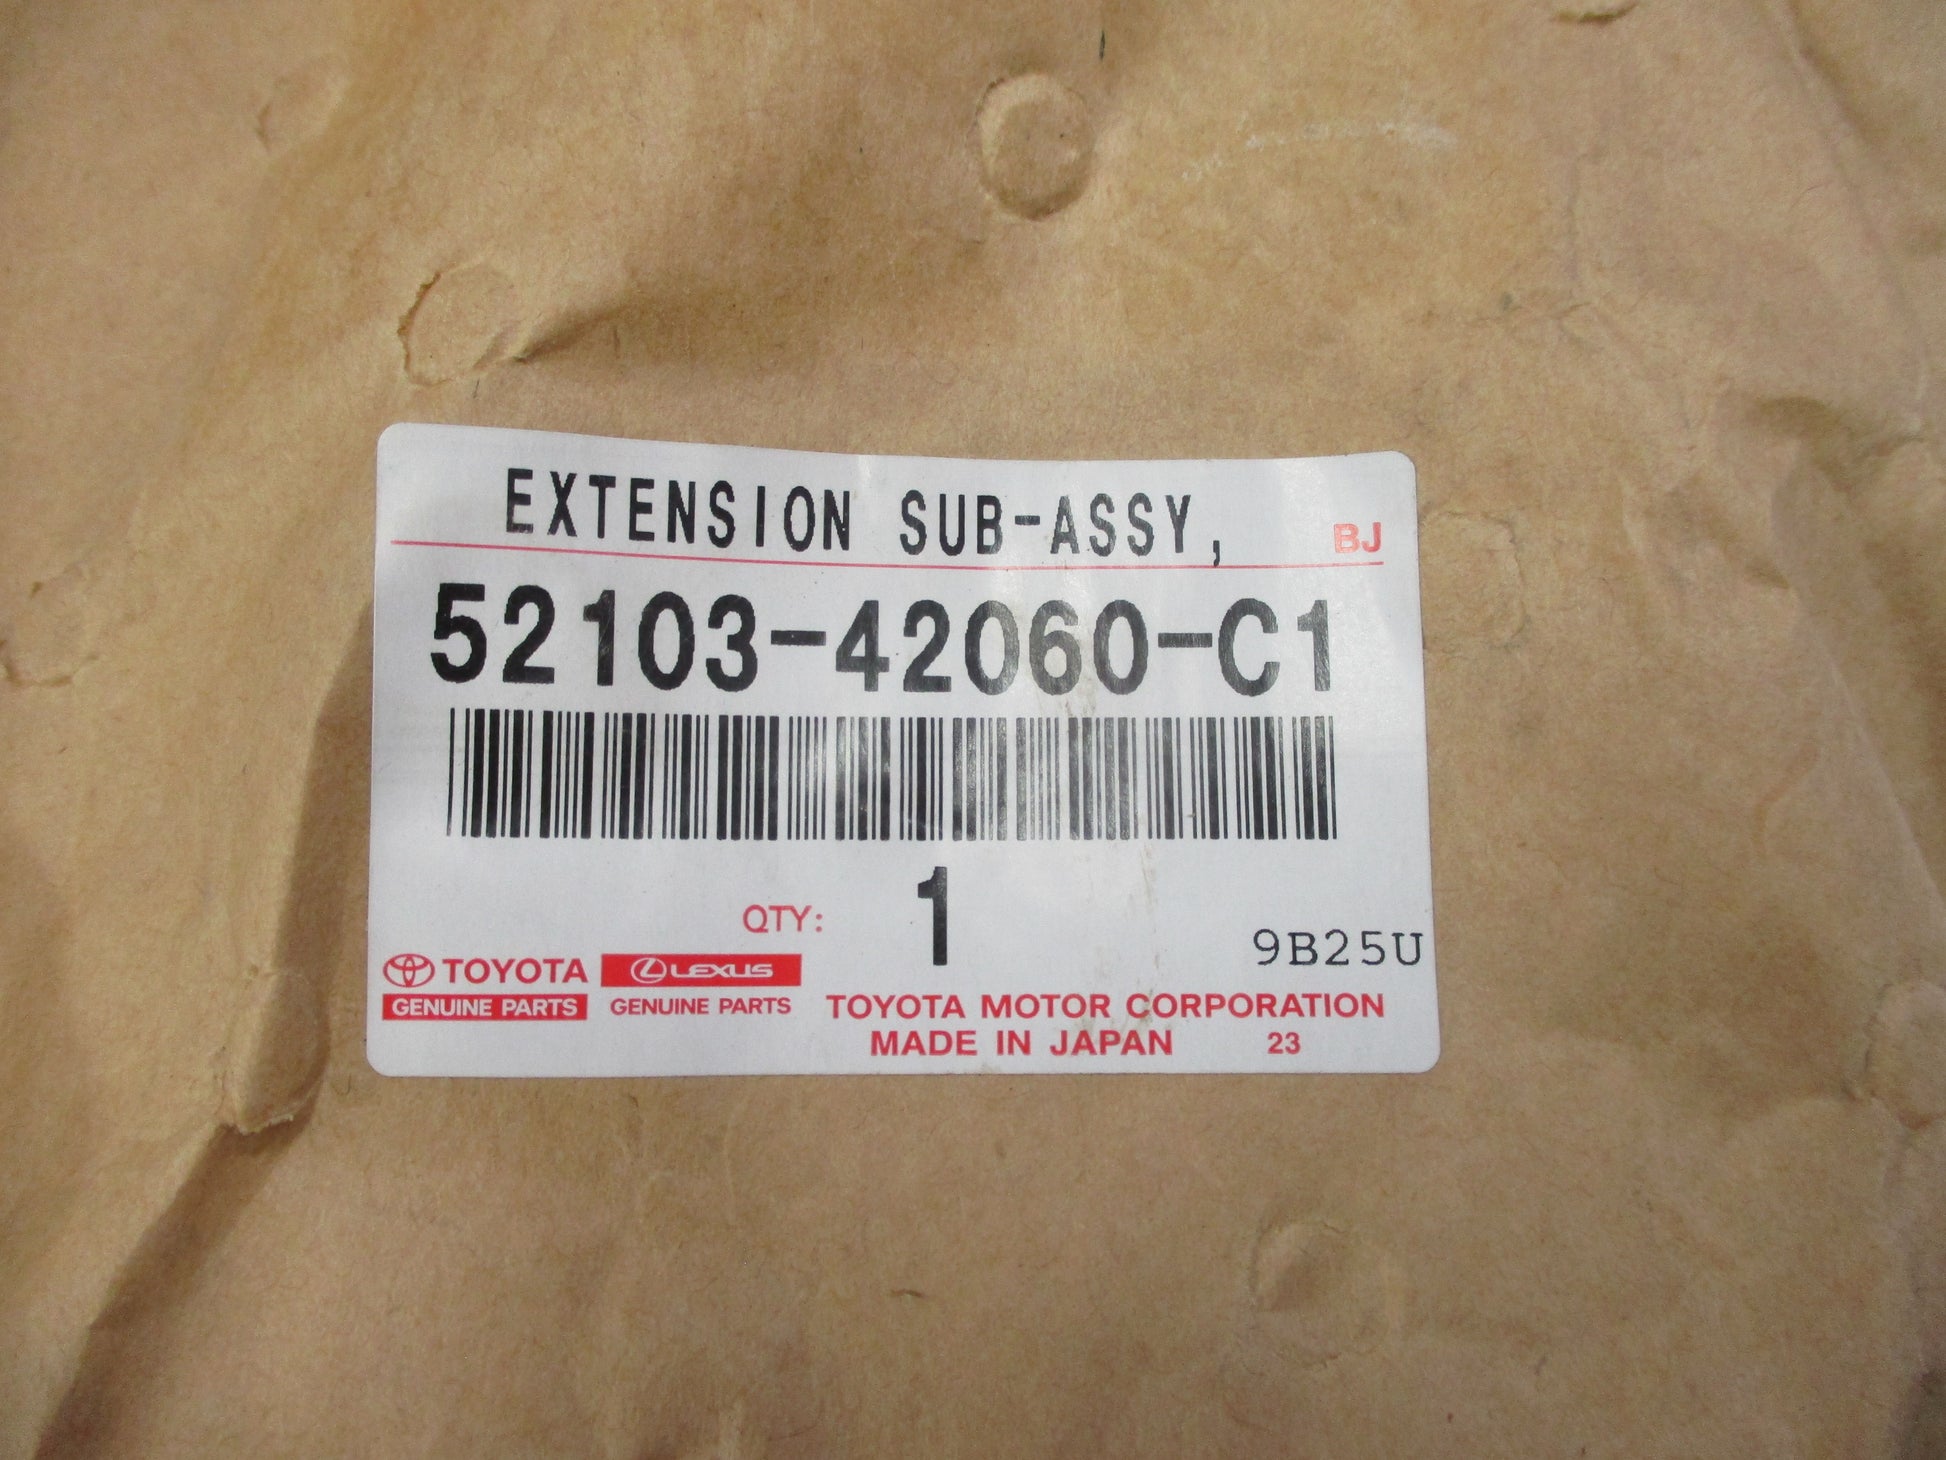 EXTENSION SUB-ASSY, BJ
52103-42060-C1
QTY: 1 9B25U
TOYOTA LEXUS
GENUINE PARTS GENUINE PARTS TOYOTA MOTOR CORPORATION
MADE IN JAPAN 23